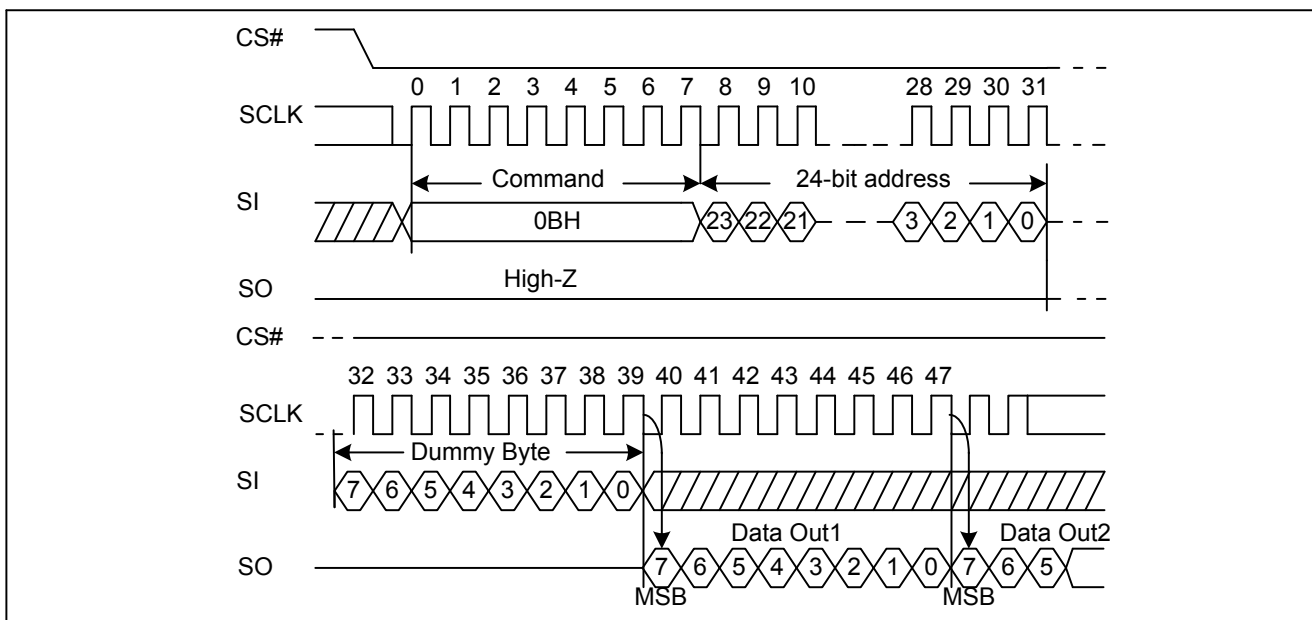 CS#
0 1 2 3 4 5 6 7 8 9 10 28 29 30 31
SCLK
Command 24-bit address
SI
0BH 23 22 21 3 2 1 0
High-Z
SO
CS#
32 33 34 35 36 37 38 39 40 41 42 43 44 45 46 47
SCLK
Dummy Byte
SI
7 6 5 4 3 2 1 0
Data Out1 Data Out2
SO
7 6 5 4 3 2 1 0 7 6 5
MSB MSB